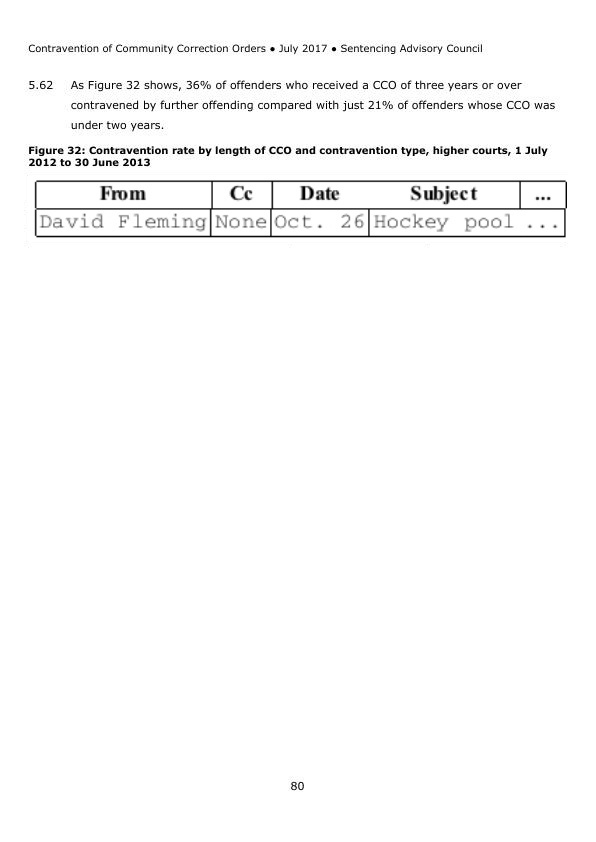 Contravention of Community Correction Orders ● July 2017 ● Sentencing Advisory Council
5.62 As Figure 32 shows, 36% of offenders who received a CCO of three years or over
contravened by further offending compared with just 21% of offenders whose CCO was
under two years.
Figure 32: Contravention rate by length of CCO and contravention type, higher courts, 1 July
2012 to 30 June 2013
From Cc Date Subject ...
David Fleming None Oct. 26 Hockey pool ...
80